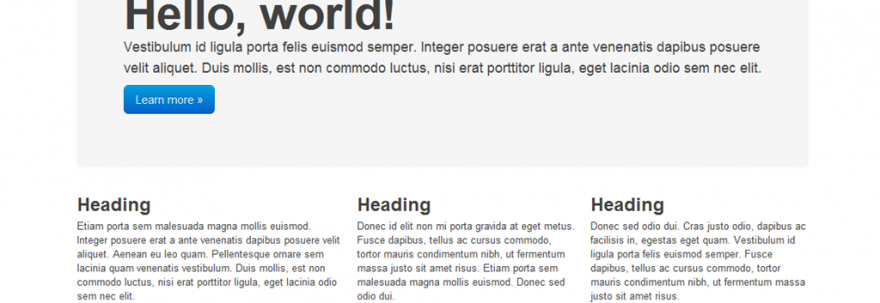 Hello, world!
Vestibulum id ligula porta felis euismod semper. Integer posuere erat a ante venenatis dapibus posuere
velit aliquet. Duis mollis, est non commodo luctus, nisi erat porttitor ligula, eget lacinia odio sem nec elit.
Learn more »
Heading
Etiam porta sem malesuada magna mollis euismod.
Integer posuere erat a ante venenatis dapibus posuere velit
aliquet. Aenean eu leo quam. Pellentesque ornare sem
lacinia quam venenatis vestibulum. Duis mollis, est non
commodo luctus, nisi erat porttitor ligula, eget lacinia odio
sem nec elit.
Heading
Donec id elit non mi porta gravida at eget metus.
Fusce dapibus, tellus ac cursus commodo,
tortor mauris condimentum nibh, ut fermentum
massa justo sit amet risus. Etiam porta sem
malesuada magna mollis euismod. Donec sed
odio dui.
Heading
Donec sed odio dui. Cras justo odio, dapibus ac
facilisis in, egestas eget quam. Vestibulum id
ligula porta felis euismod semper. Fusce
dapibus, tellus ac cursus commodo, tortor
mauris condimentum nibh, ut fermentum massa
justo sit amet risus.